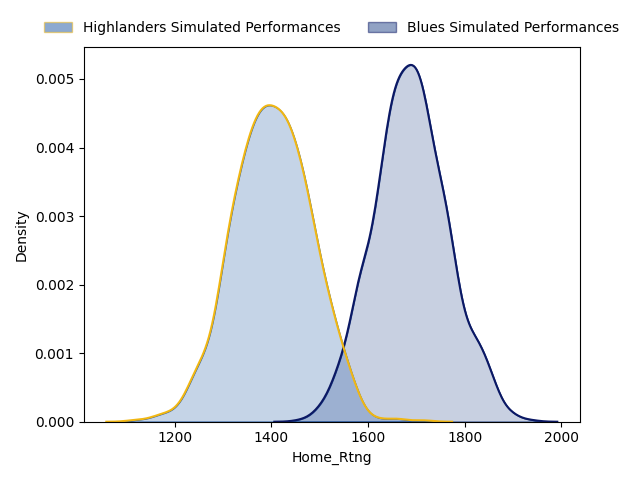 Highlanders Simulated Performances Blues Simulated Performances
0.005
0.004
0.003
0.002
0.001
0.000
Density
1200 1400 1600 1800 2000
Home_Rtng